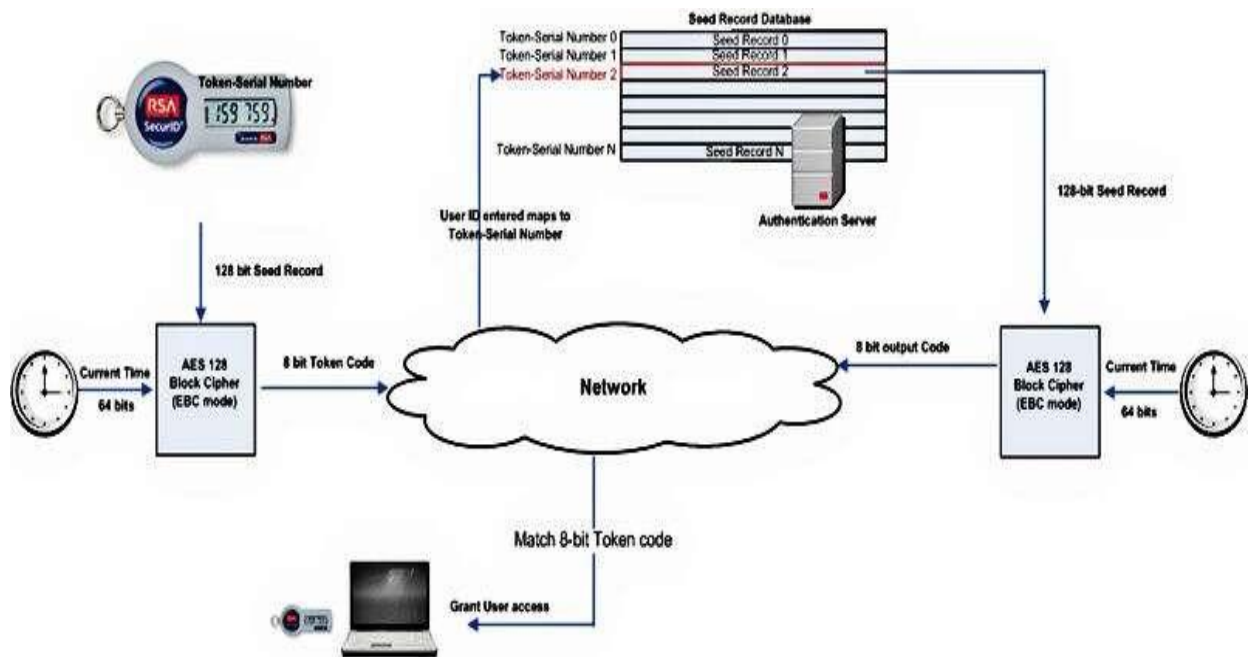 Seed Record Database
Token-Serial Number 0
Seed Record 0
Token-Serial Number 1
Seed Record 1
Token-Serial Number 2
Seed Record 2
Token-Serial Number N
Seed Record N
Authentication Server
Token-Serial Number
RSA
SecurID
159 759
RSA
128-bit Seed Record
User ID entered maps to
Token-Serial Number
128 bit Seed Record
Current Time
64 bits
AES 128
Block Cipher
(EBC mode)
8 bit Token Code
Network
8 bit output Code
AES 128
Block Cipher
(EBC mode)
Current Time
64 bits
Match 8-bit Token code
Grant User access